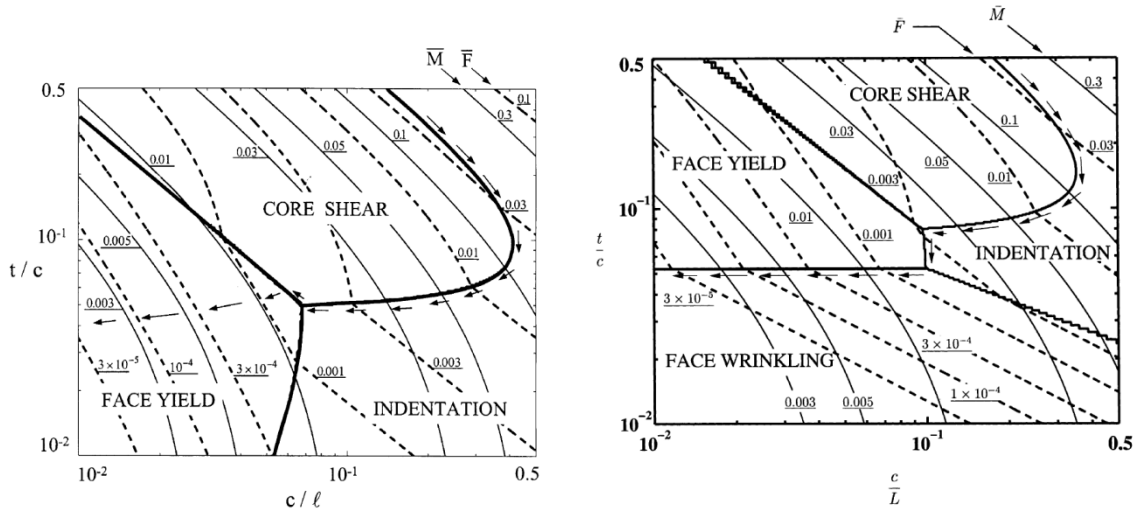 M̅ F̅
0.5
0.1
0.3
0.01
0.03
0.05
0.1
CORE SHEAR
0.03
10⁻¹
t / c
0.005
0.01
0.003
3×10⁻⁵
10⁻⁴
3×10⁻⁴
0.001
0.003
FACE YIELD
INDENTATION
10⁻²
10⁻²
10⁻¹
0.5
c / ℓ
F̄
M̄
0.5
CORE SHEAR
0.3
0.03
0.1
0.03
FACE YIELD
0.003
0.05
0.01
0.01
0.001
10⁻¹
t
c
INDENTATION
3 × 10⁻⁵
FACE WRINKLING
3 × 10⁻⁴
0.003
0.005
1 × 10⁻⁴
10⁻²
10⁻²
10⁻¹
0.5
c
L